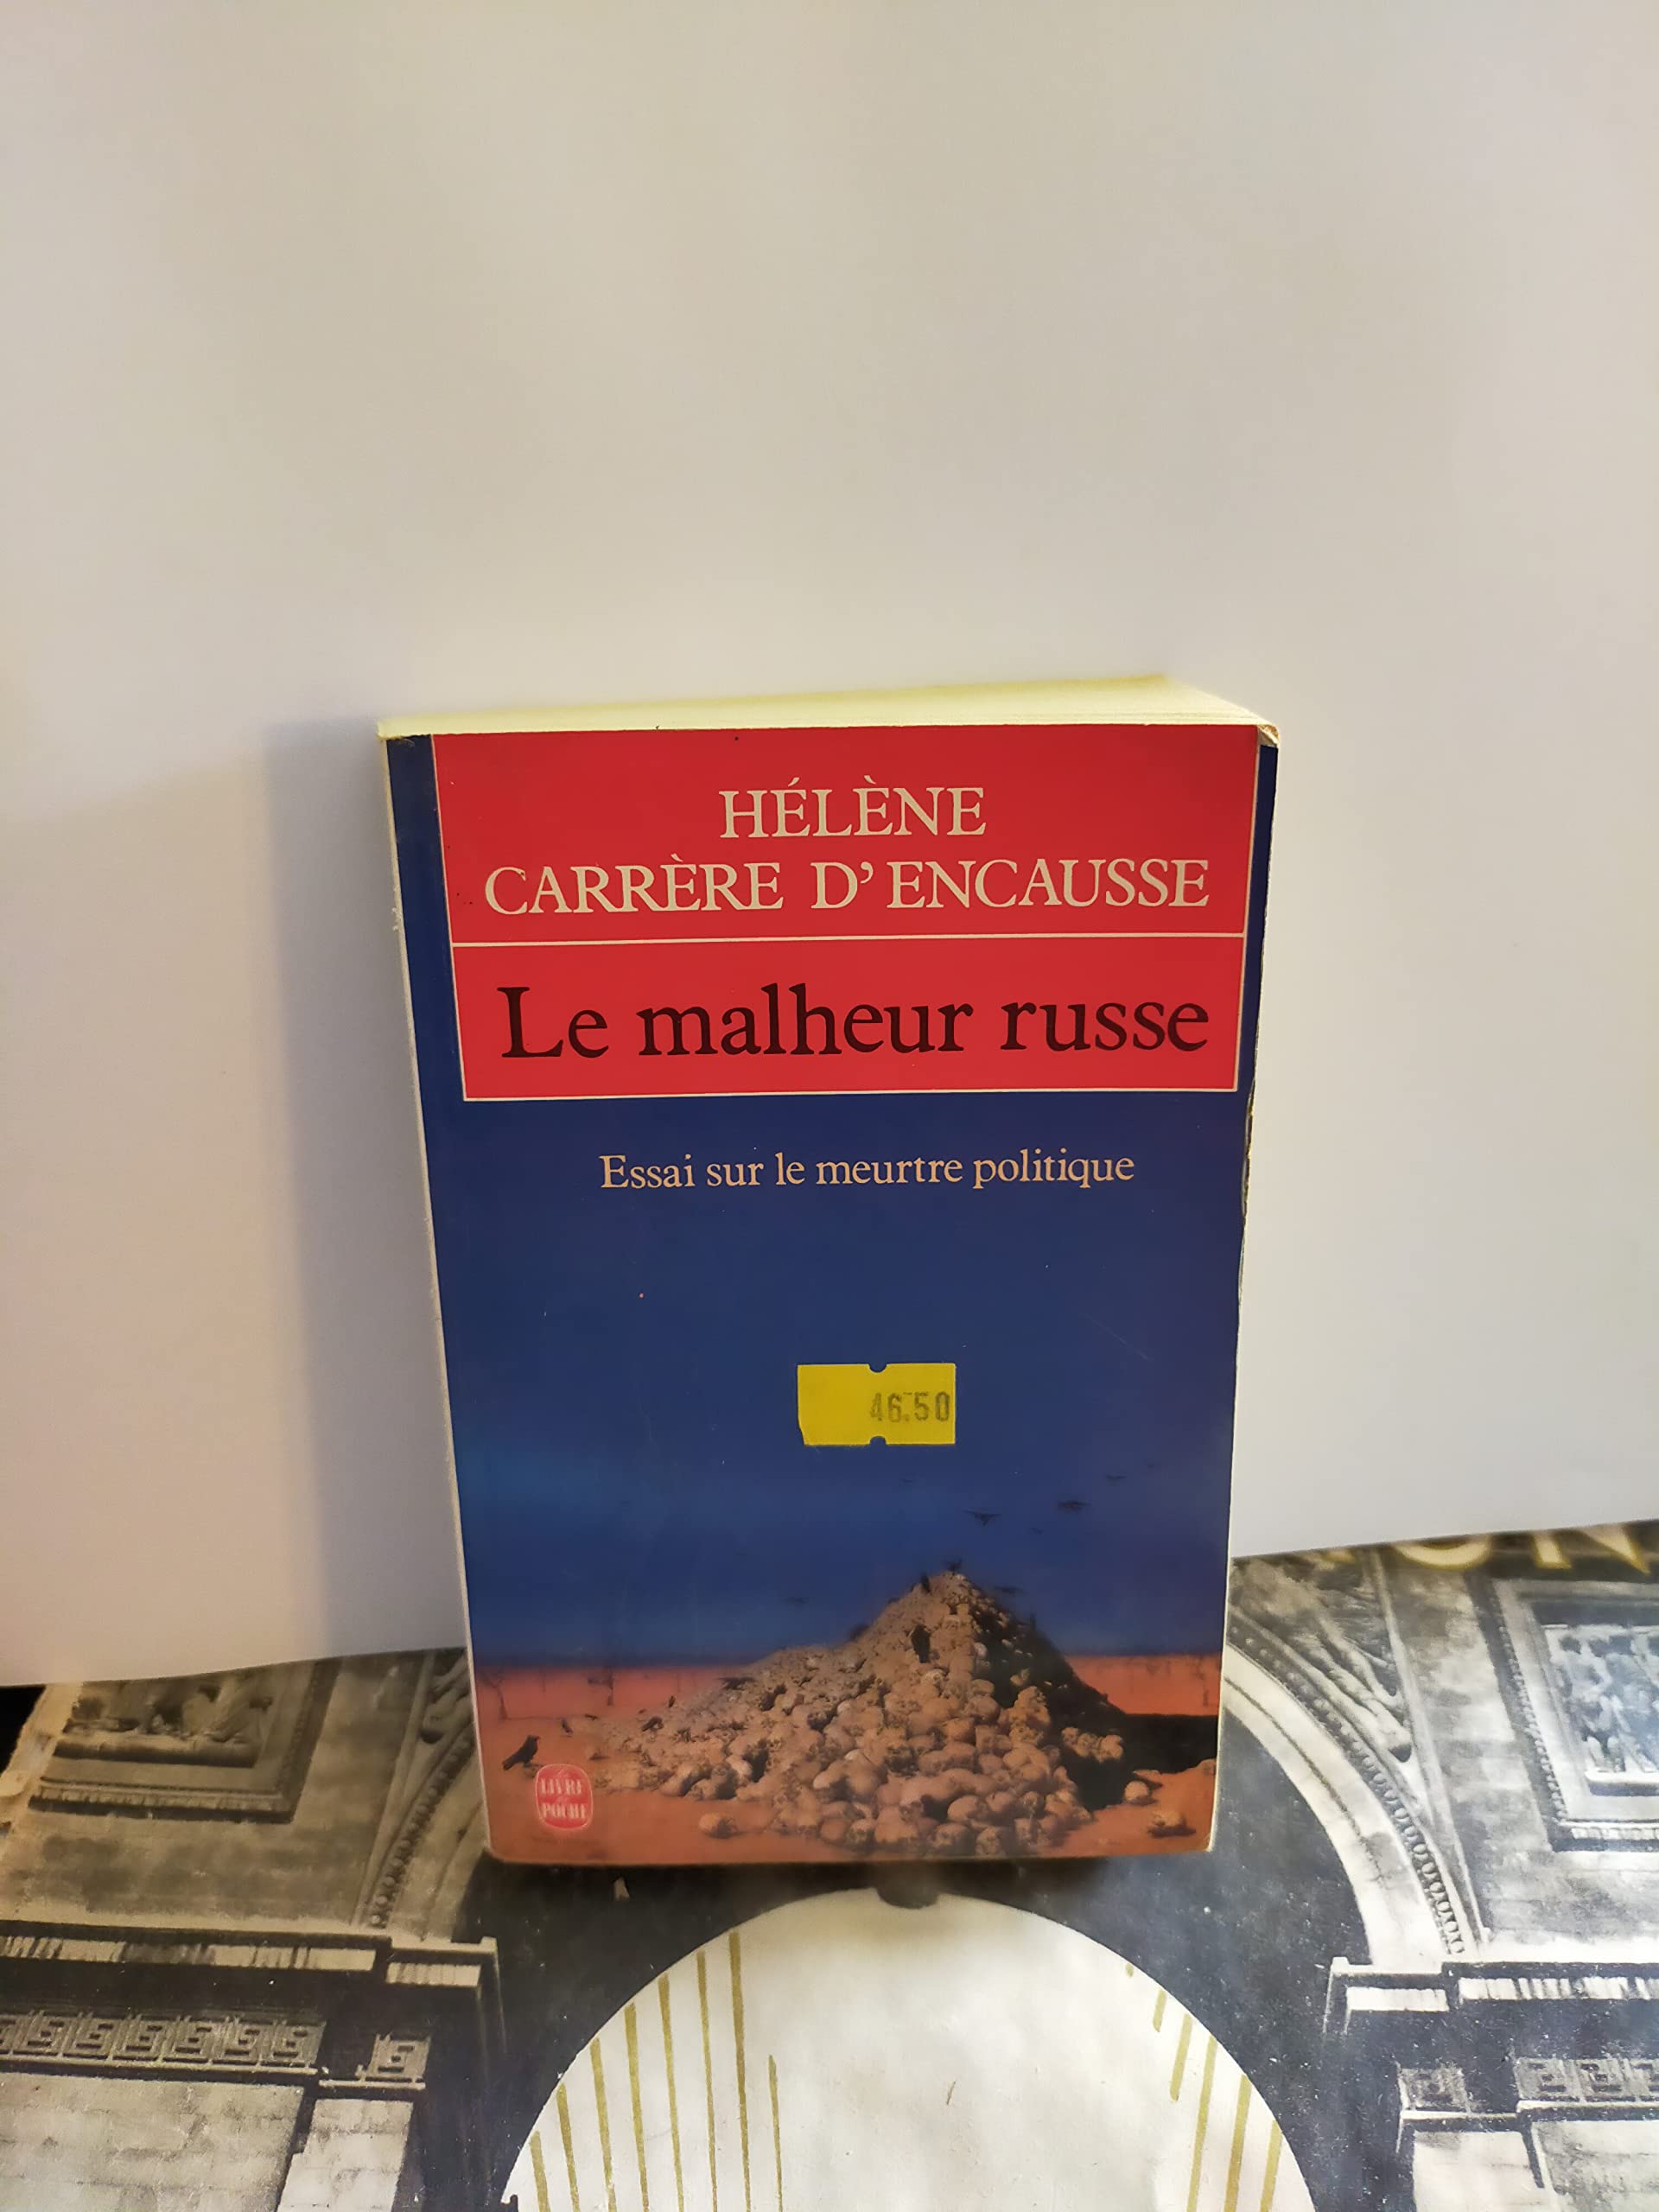 HÉLÈNE
CARRÈRE D'ENCAUSSE
Le malheur russe
Essai sur le meurtre politique
46.50
LIVRE
POCHE